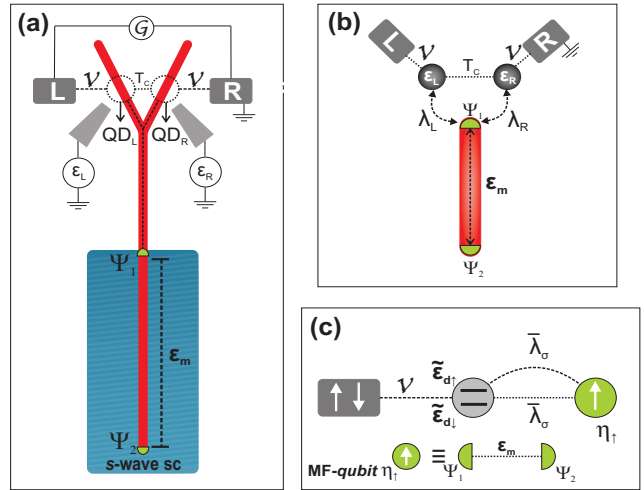 (a)
G
L
ν
T_C
ν
R
QD_L
QD_R
ε_L
ε_R
Ψ_1
ε_m
Ψ_2
s-wave sc
(b)
L
ν
T_C
ν
R
ε_L
ε_R
λ_L
Ψ_1
λ_R
ε_m
Ψ_2
(c)
λ̄_σ
ν
ε̃_d↑
ε̃_d↓
λ̄_σ
η_↑
MF-qubit η_↑ ≡ Ψ_1 ε_m Ψ_2